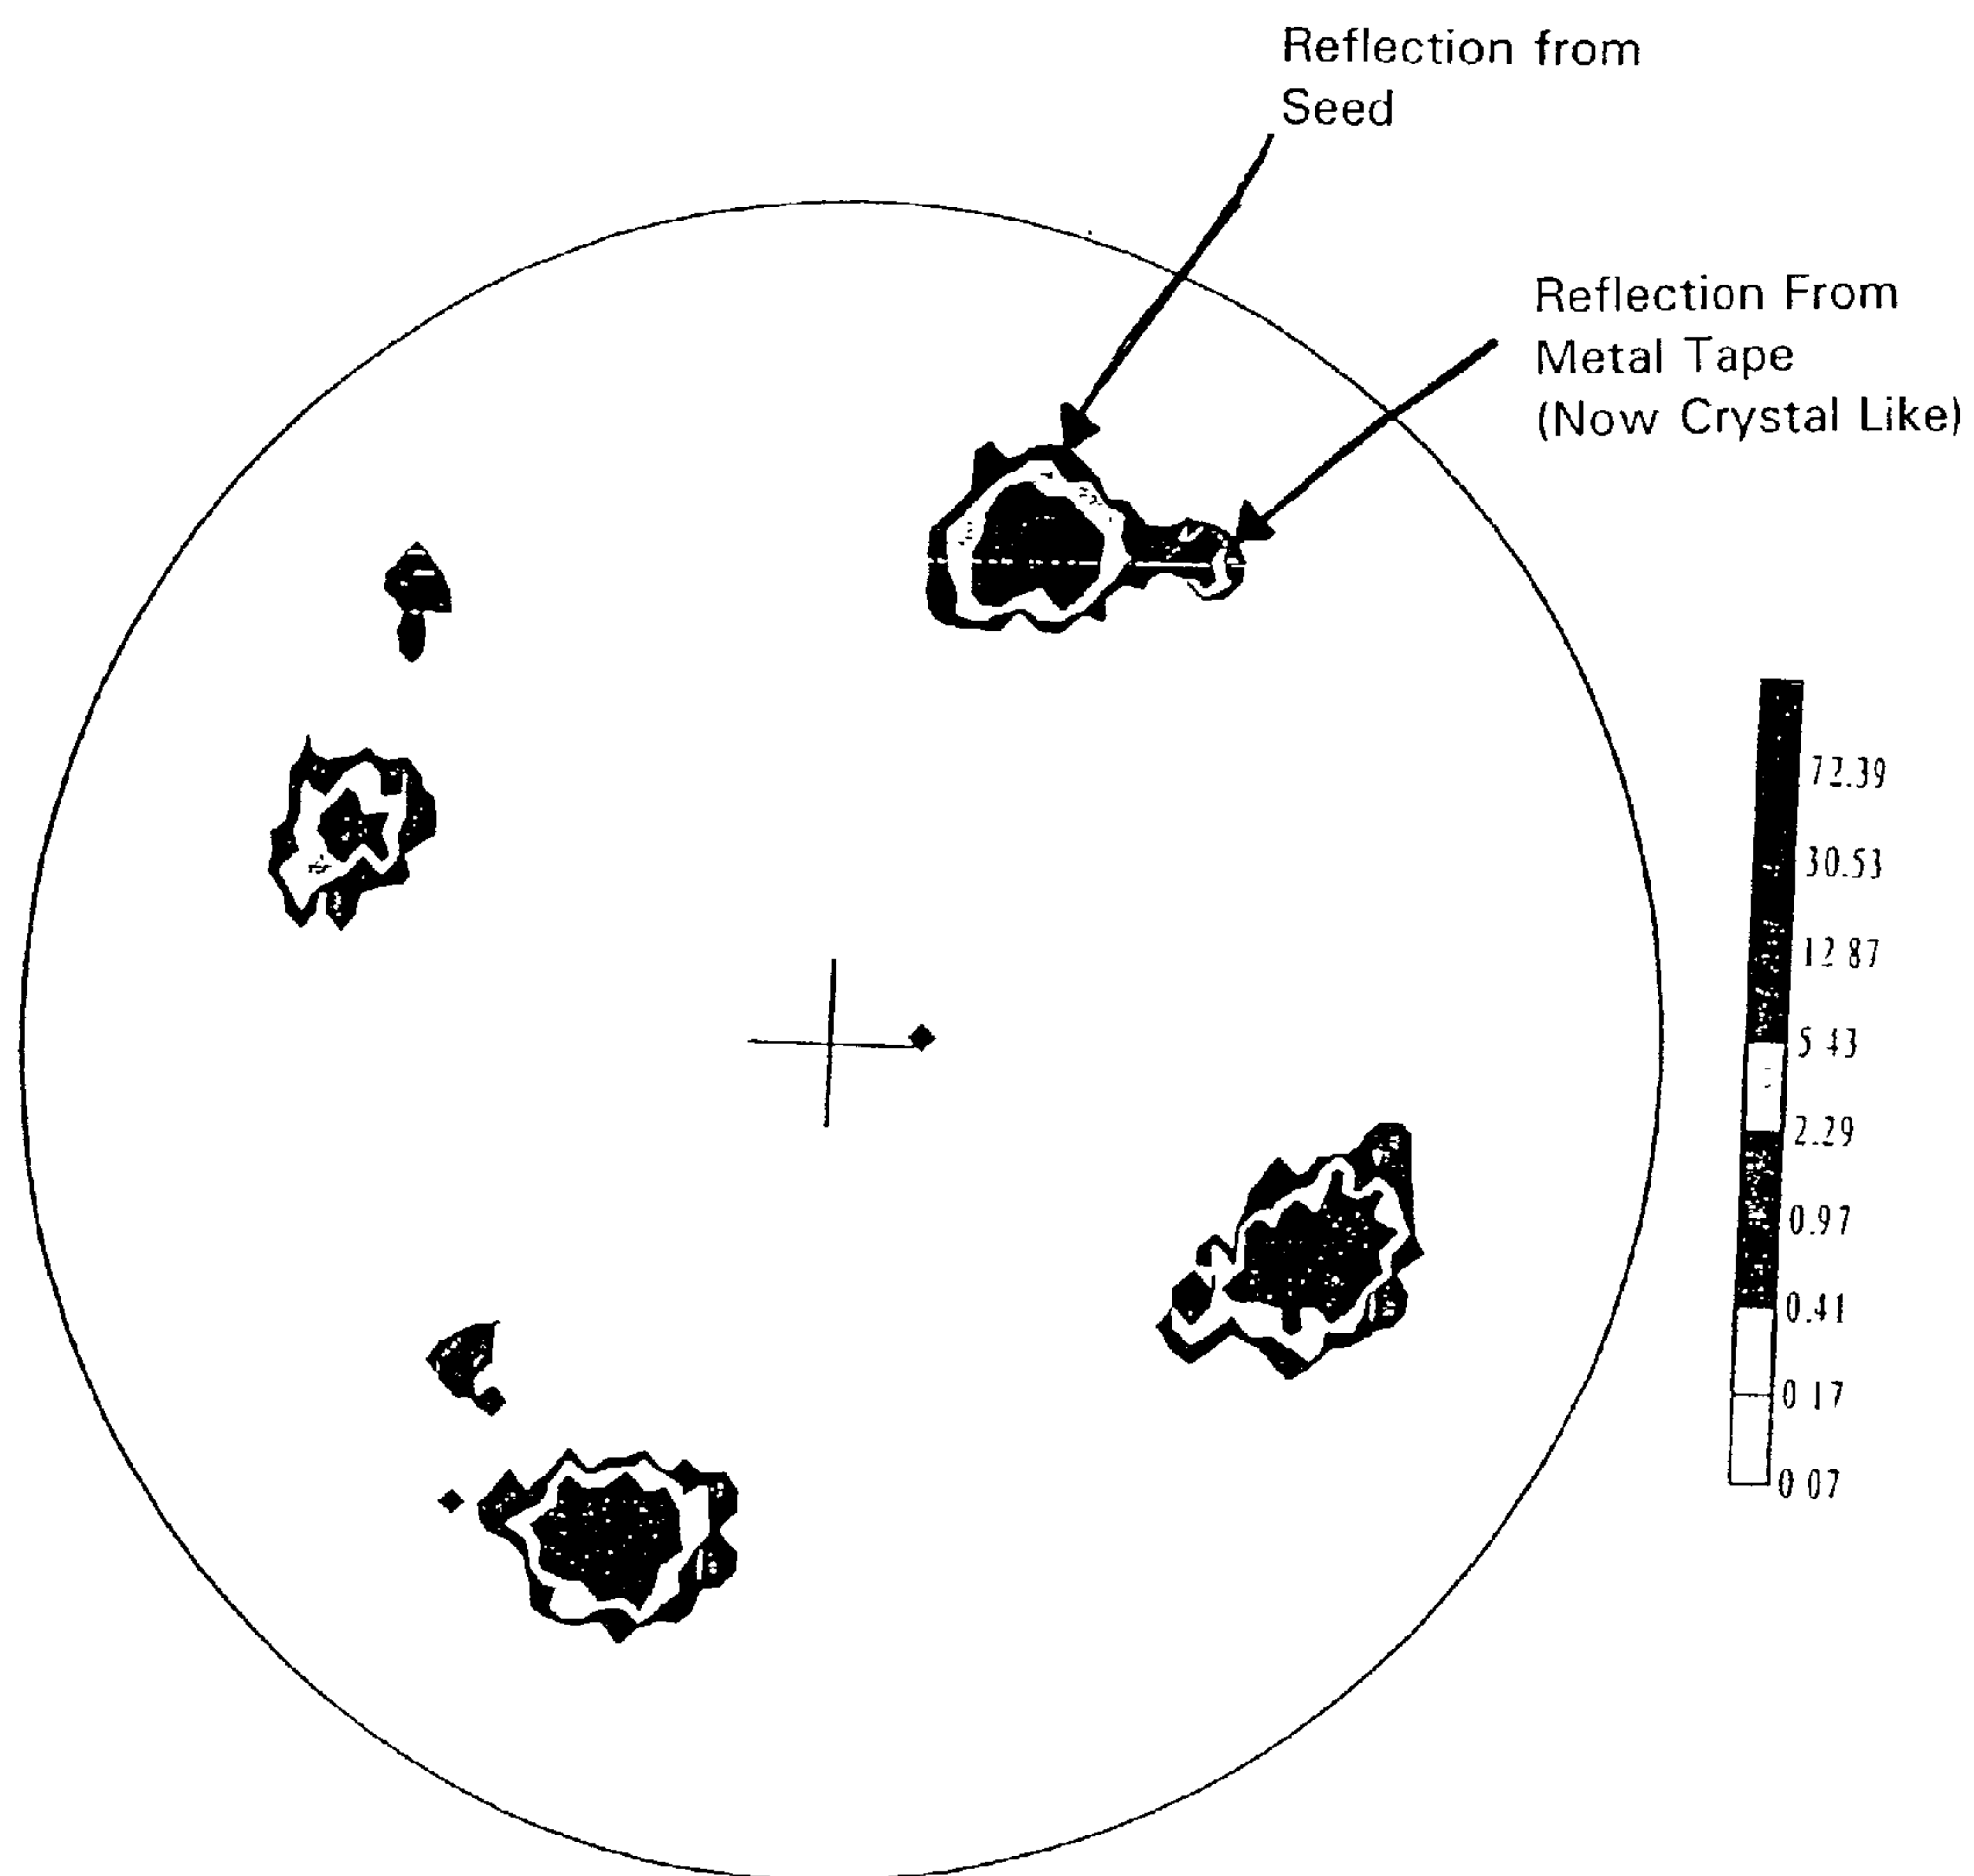 Reflection from
Seed
Reflection From
Metal Tape
(Now Crystal Like)
72.39
30.53
12 87
5 43
2.29
0.97
0.41
0 17
0 07